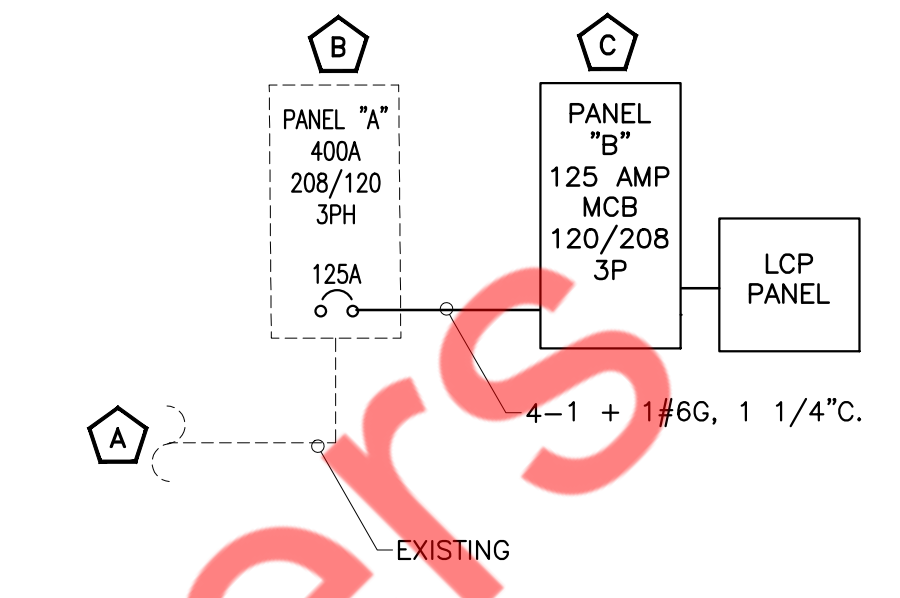 B
C
PANEL "A"
400A
208/120
3PH
125A
PANEL
"B"
125 AMP
MCB
120/208
3P
LCP
PANEL
4-1 + 1#6G, 1 1/4"C.
A
EXISTING
ers